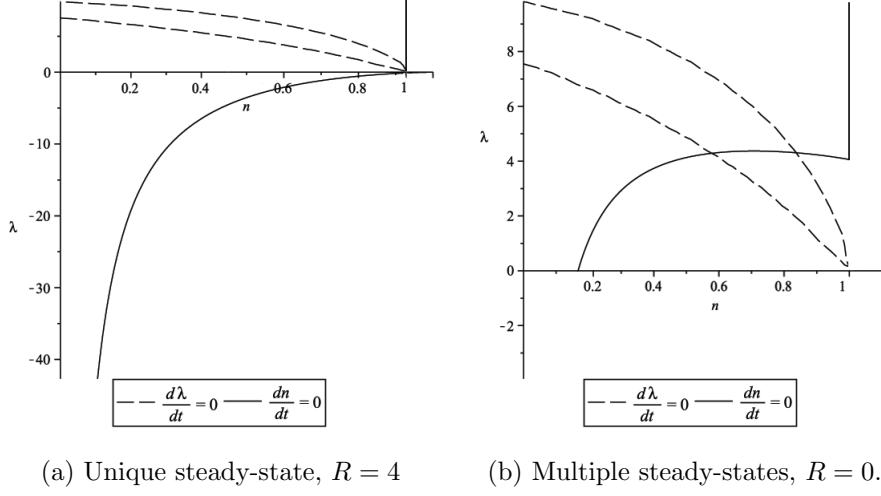 0
-10
-20
λ
-30
-40
0.2
0.4
n
0.6
0.8
1
dλ/dt = 0
dn/dt = 0
8
6
λ
4
2
0
-2
0.2
0.4
0.6
n
0.8
1
dλ/dt = 0
dn/dt = 0
(a) Unique steady-state, R = 4
(b) Multiple steady-states, R = 0.